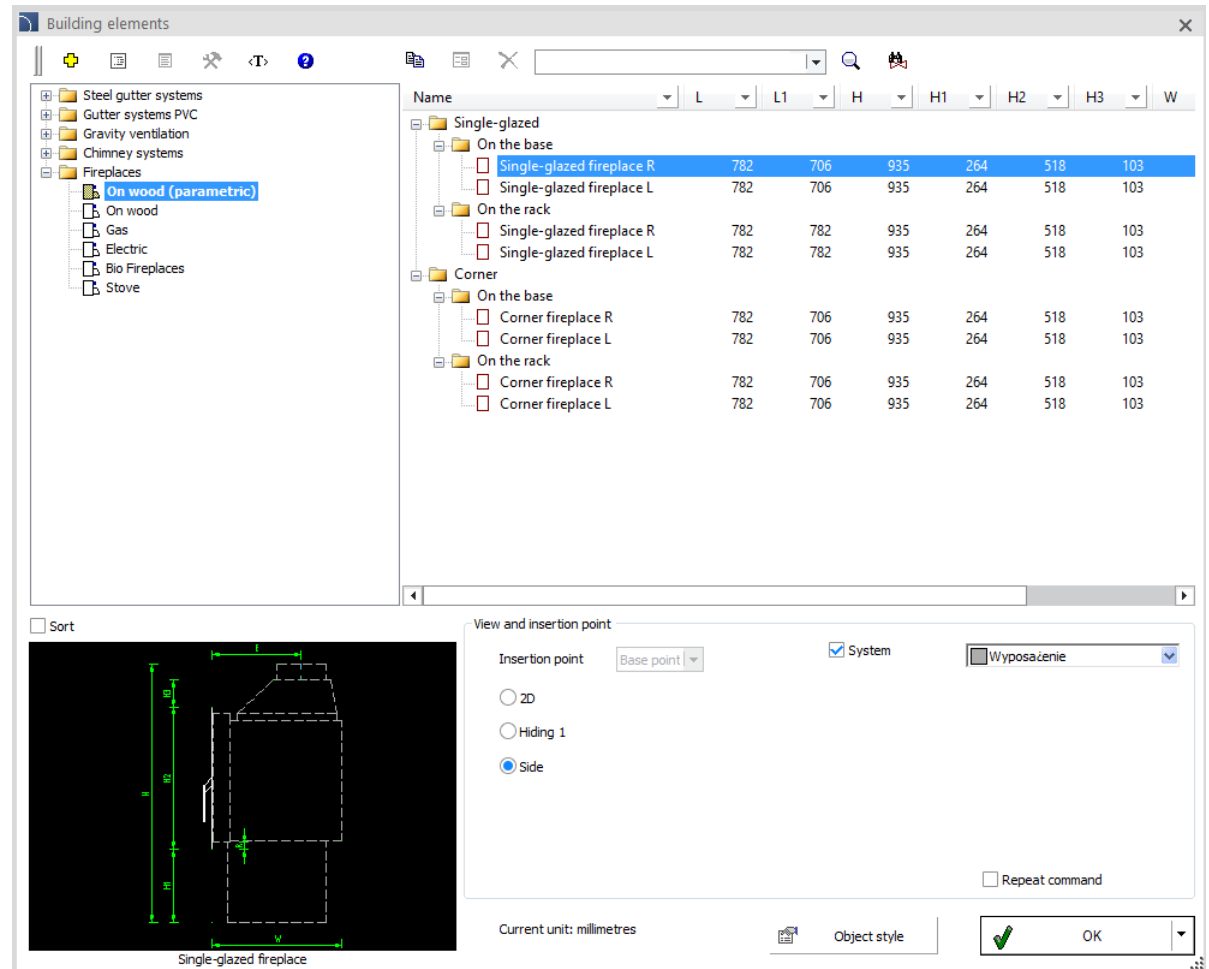 Building elements
<T>
Steel gutter systems
Gutter systems PVC
Gravity ventilation
Chimney systems
Fireplaces
On wood (parametric)
On wood
Gas
Electric
Bio Fireplaces
Stove
Name L L1 H H1 H2 H3 W
Single-glazed
On the base
Single-glazed fireplace R 782 706 935 264 518 103
Single-glazed fireplace L 782 706 935 264 518 103
On the rack
Single-glazed fireplace R 782 782 935 264 518 103
Single-glazed fireplace L 782 782 935 264 518 103
Corner
On the base
Corner fireplace R 782 706 935 264 518 103
Corner fireplace L 782 706 935 264 518 103
On the rack
Corner fireplace R 782 706 935 264 518 103
Corner fireplace L 782 706 935 264 518 103
Sort
H3
H2
H
H1
W
Single-glazed fireplace
View and insertion point
Insertion point Base point System Wyposażenie
2D
Hiding 1
Side
Repeat command
Current unit: millimetres Object style OK